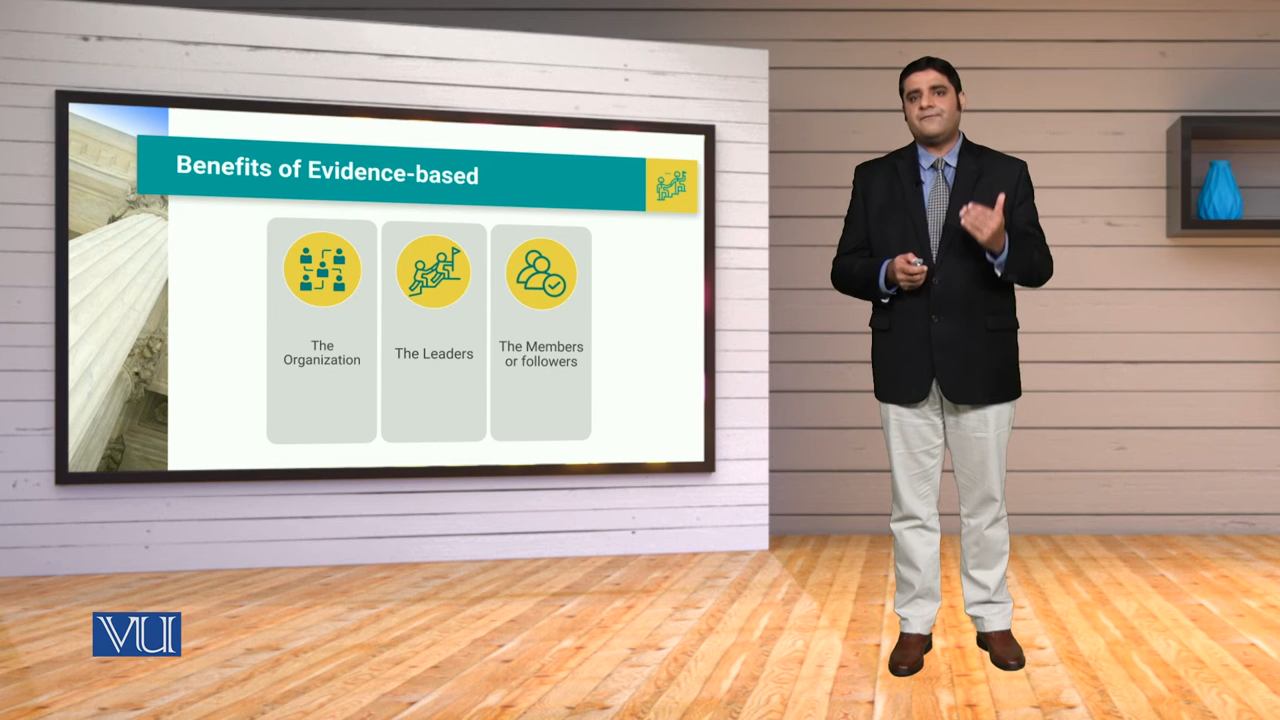 Benefits of Evidence-based
The
Organization
The Leaders
The Members
or followers
VU